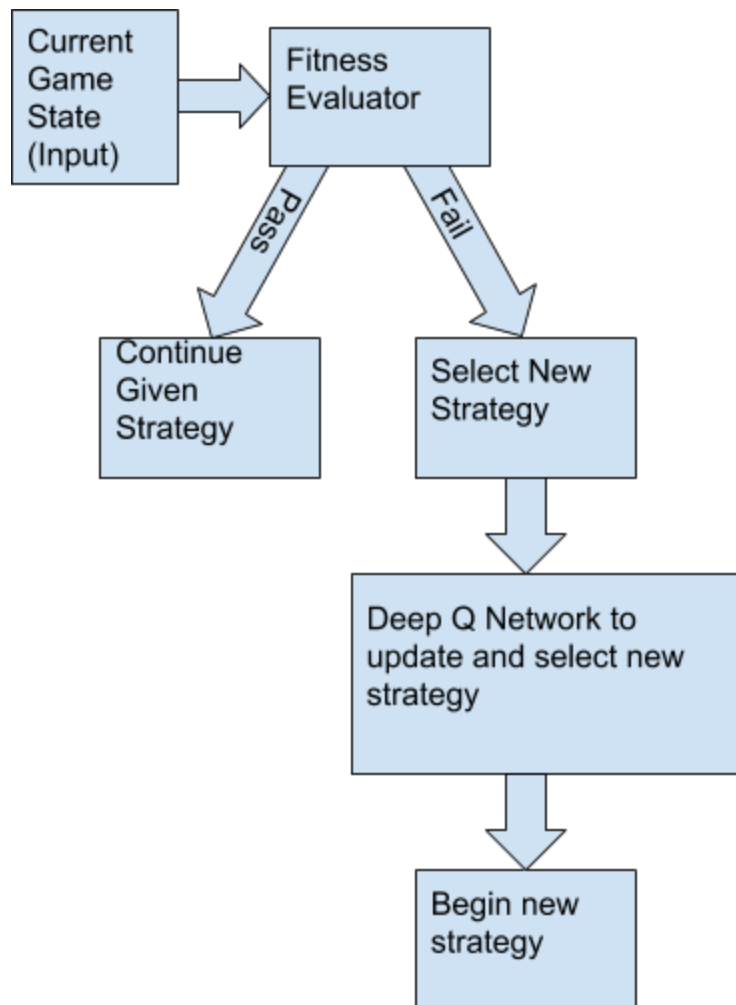 Current
Game
State
(Input)
Fitness
Evaluator
Pass
Fail
Continue
Given
Strategy
Select New
Strategy
Deep Q Network to
update and select new
strategy
Begin new
strategy